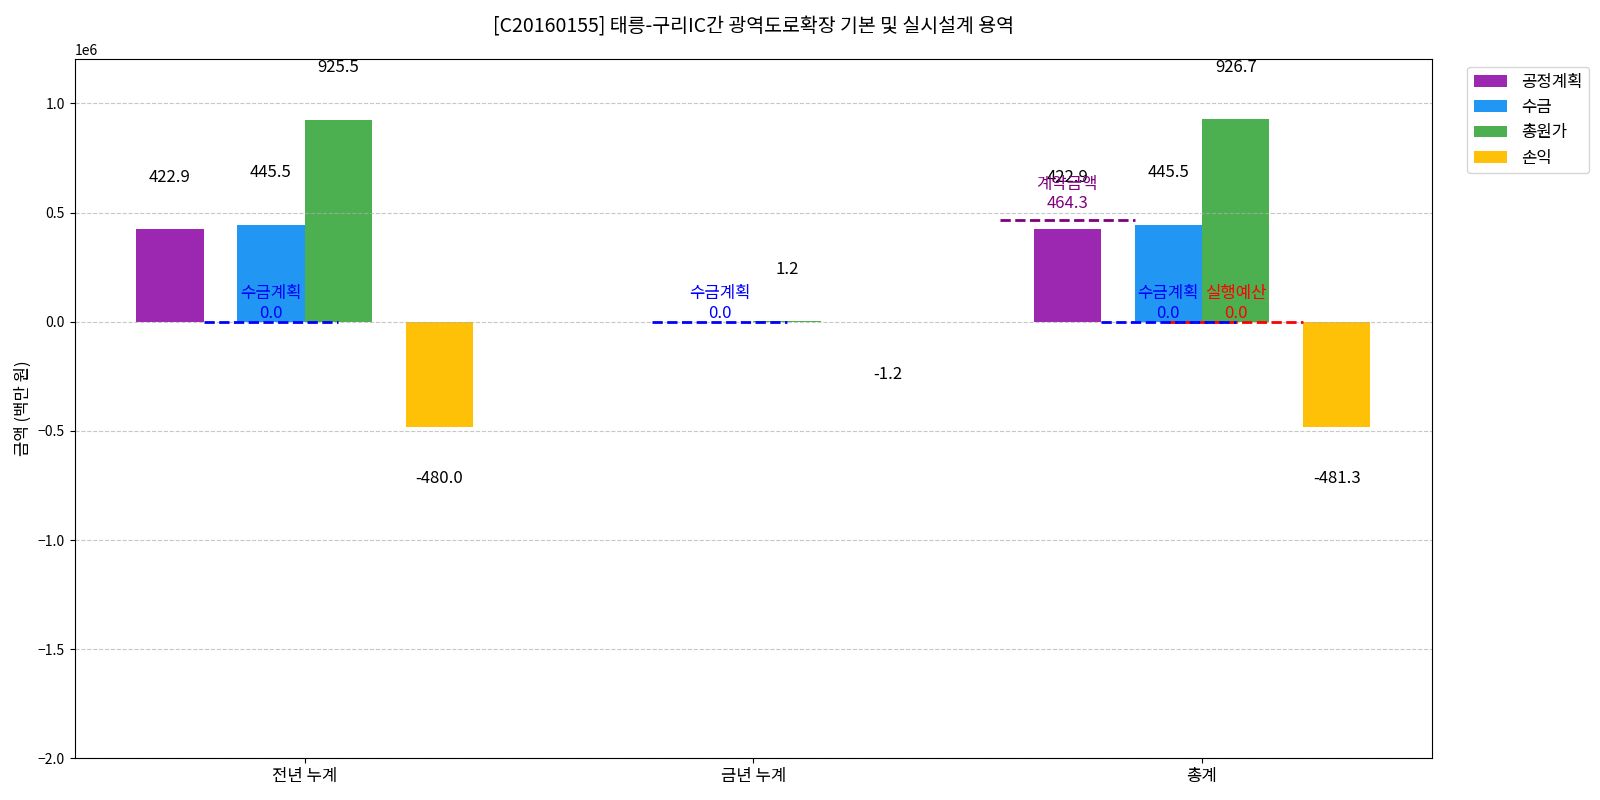 [C20160155] 태릉-구리IC간 광역도로확장 기본 및 실시설계 용역
1e6
1.0
0.5
0.0
−0.5
−1.0
−1.5
−2.0
금액 (백만 원)
925.5
422.9
445.5
수금계획
0.0
-480.0
1.2
수금계획
0.0
-1.2
926.7
422.9
445.5
계약금액
464.3
수금계획
0.0
실행예산
0.0
-481.3
전년 누계
금년 누계
총계
공정계획
수금
총원가
손익